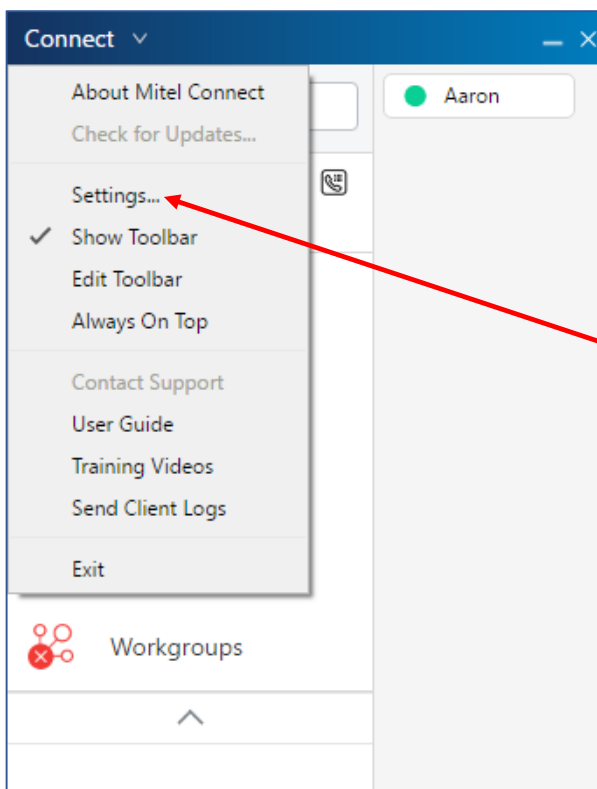 Connect
Aaron
About Mitel Connect
Check for Updates...
Settings...
Show Toolbar
Edit Toolbar
Always On Top
Contact Support
User Guide
Training Videos
Send Client Logs
Exit
Workgroups